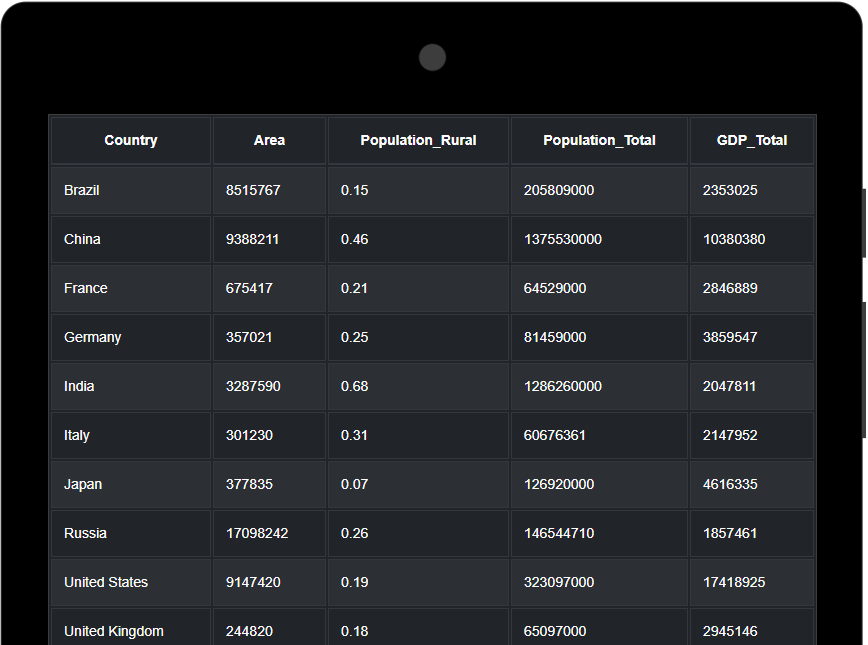 Country Area Population_Rural Population_Total GDP_Total
Brazil 8515767 0.15 205809000 2353025
China 9388211 0.46 1375530000 10380380
France 675417 0.21 64529000 2846889
Germany 357021 0.25 81459000 3859547
India 3287590 0.68 1286260000 2047811
Italy 301230 0.31 60676361 2147952
Japan 377835 0.07 126920000 4616335
Russia 17098242 0.26 146544710 1857461
United States 9147420 0.19 323097000 17418925
United Kingdom 244820 0.18 65097000 2945146